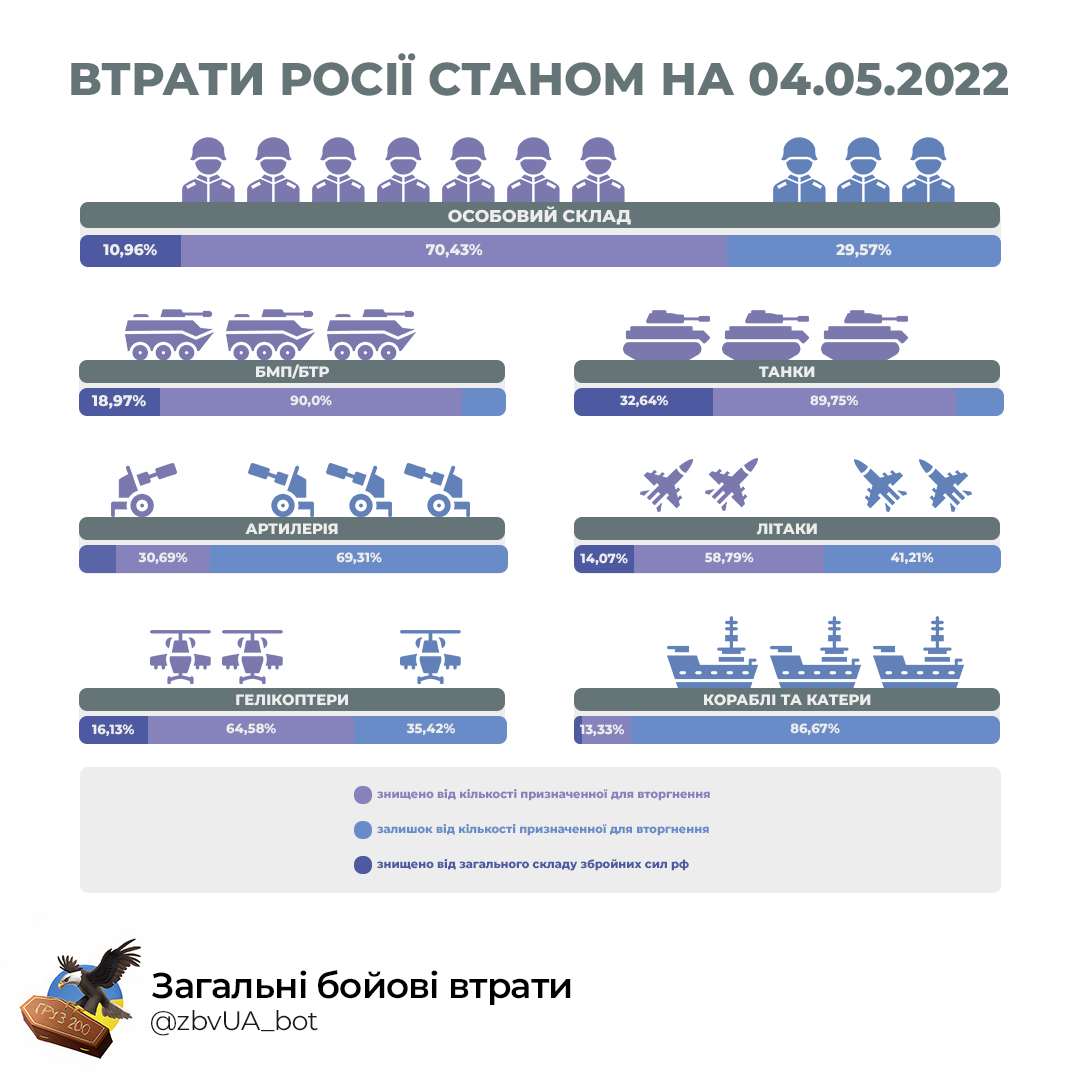 ВТРАТИ РОСІЇ СТАНОМ НА 04.05.2022
ОСОБОВИЙ СКЛАД
10,96% 70,43% 29,57%
БМП/БТР
18,97% 90,0%
ТАНКИ
32,64% 89,75%
АРТИЛЕРІЯ
30,69% 69,31%
ЛІТАКИ
14,07% 58,79% 41,21%
ГЕЛІКОПТЕРИ
16,13% 64,58% 35,42%
КОРАБЛІ ТА КАТЕРИ
13,33% 86,67%
знищено від кількості призначенної для вторгнення
залишок від кількості призначенної для вторгнення
знищено від загального складу збройних сил рф
ГРУЗ 200
Загальні бойові втрати
@zbvUA_bot